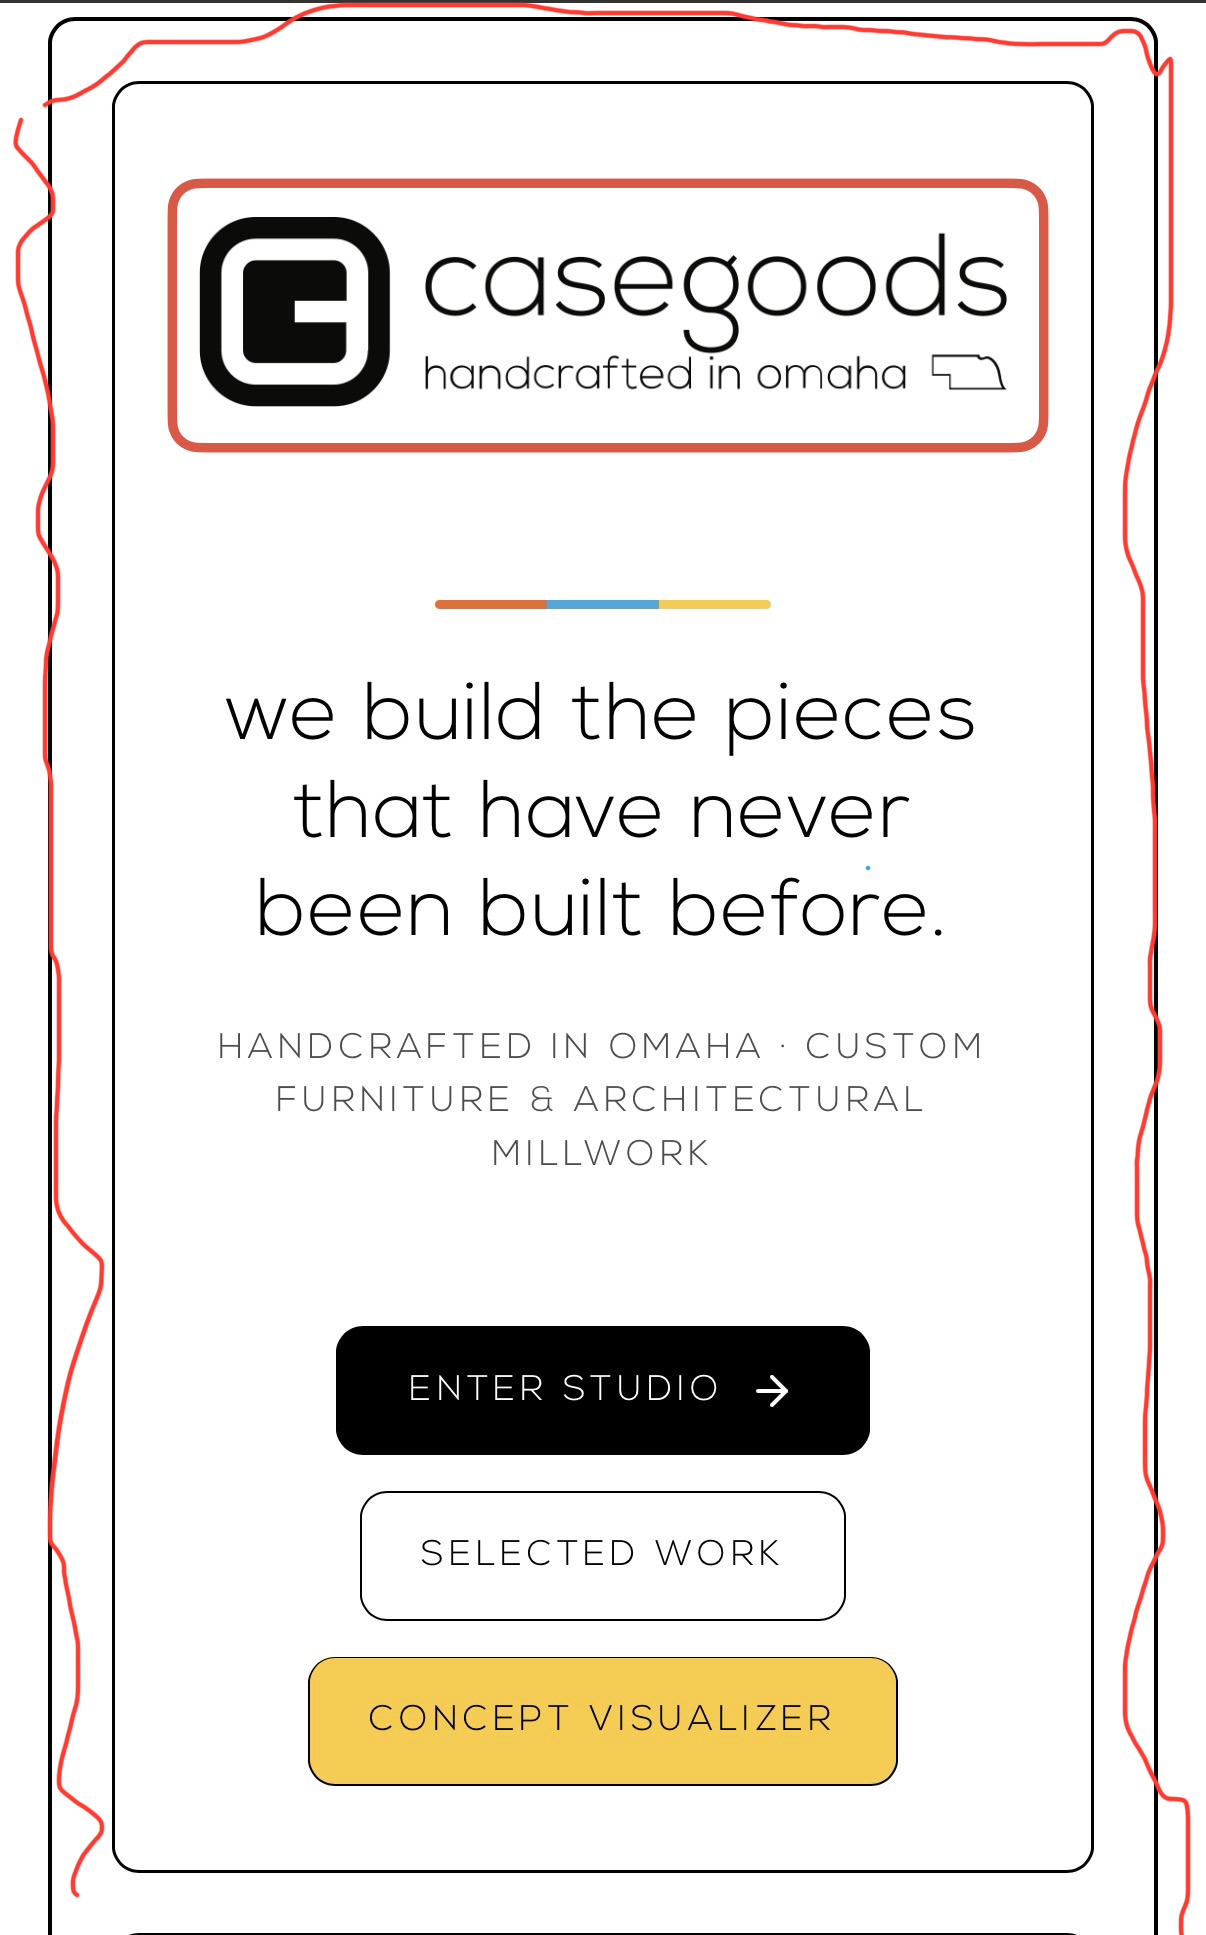 casegoods
handcrafted in omaha
we build the pieces
that have never
been built before.
HANDCRAFTED IN OMAHA · CUSTOM
FURNITURE & ARCHITECTURAL
MILLWORK
ENTER STUDIO →
SELECTED WORK
CONCEPT VISUALIZER